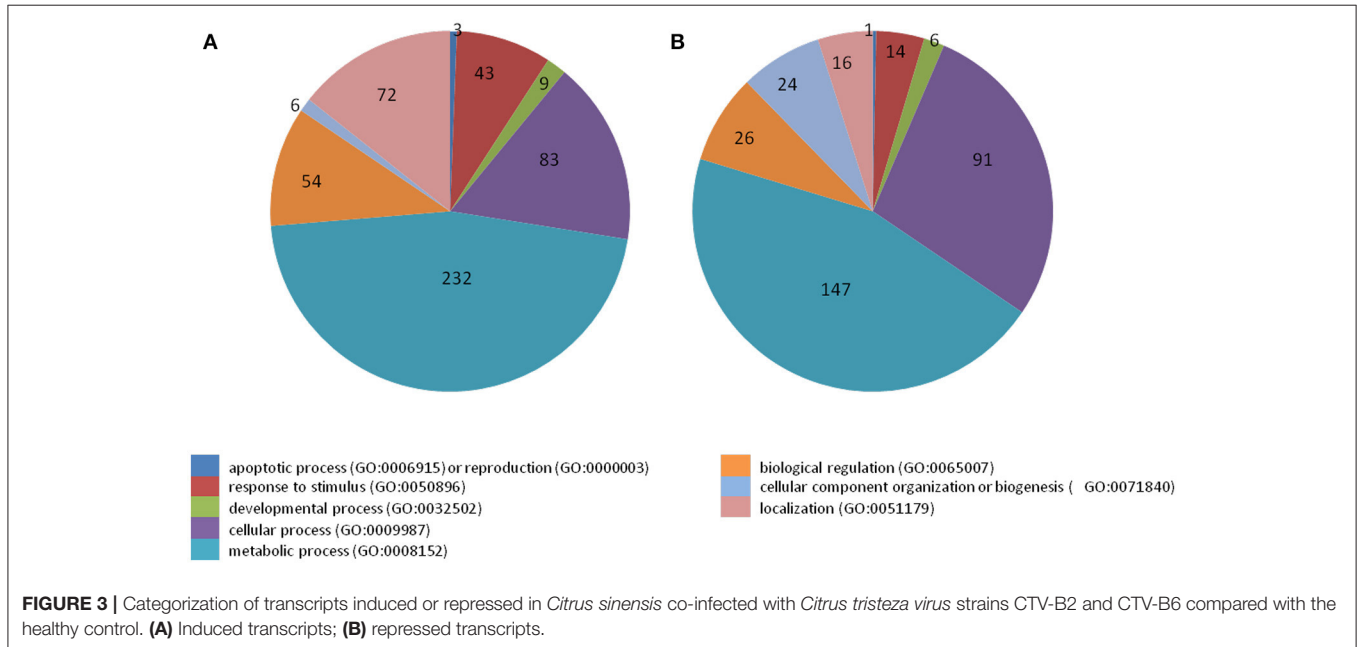 A
3
43
9
83
232
54
6
72
B
1
14
6
91
147
26
24
16
apoptotic process (GO:0006915) or reproduction (GO:0000003)
response to stimulus (GO:0050896)
developmental process (GO:0032502)
cellular process (GO:0009987)
metabolic process (GO:0008152)
biological regulation (GO:0065007)
cellular component organization or biogenesis ( GO:0071840)
localization (GO:0051179)
FIGURE 3 | Categorization of transcripts induced or repressed in Citrus sinensis co-infected with Citrus tristeza virus strains CTV-B2 and CTV-B6 compared with the
healthy control. (A) Induced transcripts; (B) repressed transcripts.